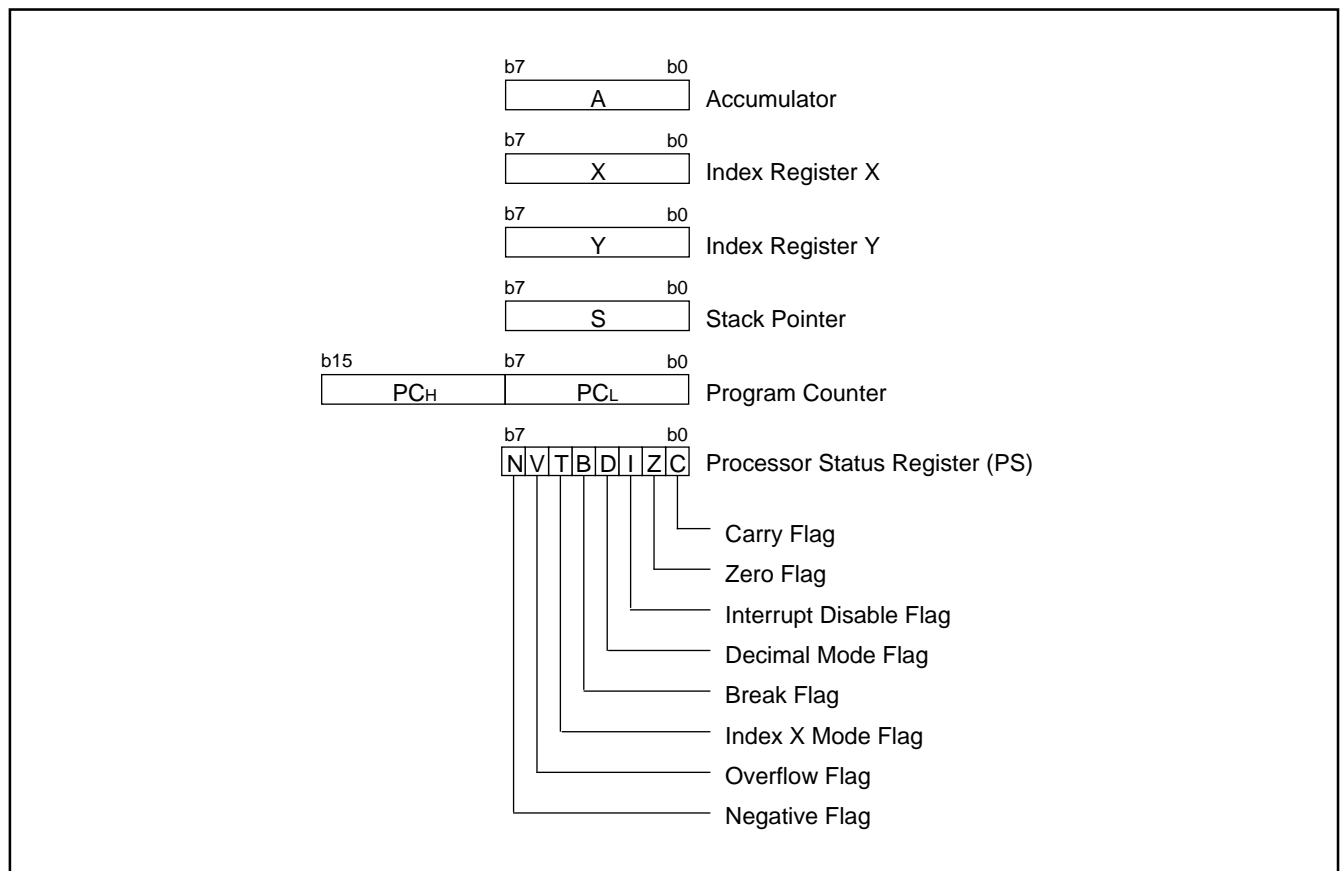 b7 b0
A Accumulator
b7 b0
X Index Register X
b7 b0
Y Index Register Y
b7 b0
S Stack Pointer
b15 b7 b0
PCH PCL Program Counter
b7 b0
N V T B D I Z C Processor Status Register (PS)
Carry Flag
Zero Flag
Interrupt Disable Flag
Decimal Mode Flag
Break Flag
Index X Mode Flag
Overflow Flag
Negative Flag